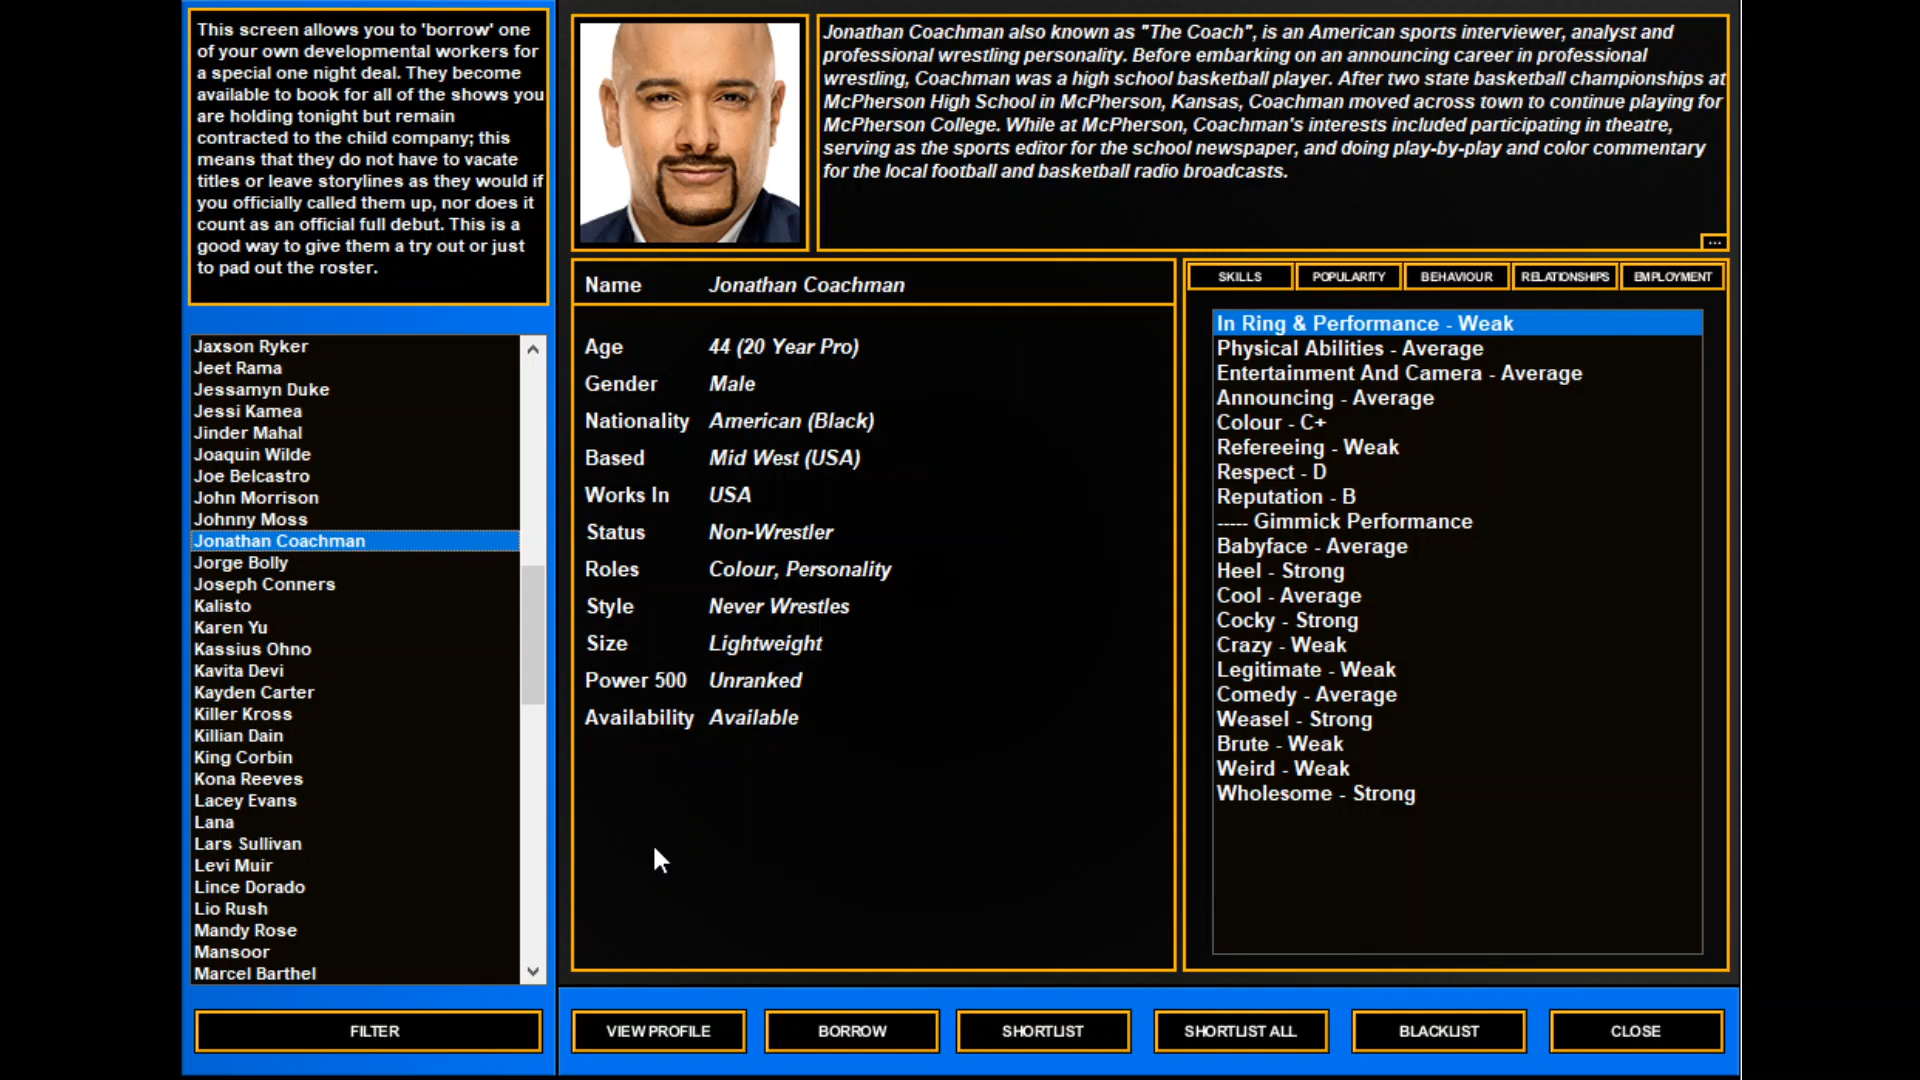 This screen allows you to 'borrow' one
of your own developmental workers for
a special one night deal. They become
available to book for all of the shows you
are holding tonight but remain
contracted to the child company; this
means that they do not have to vacate
titles or leave storylines as they would if
you officially called them up, nor does it
count as an official full debut. This is a
good way to give them a try out or just
to pad out the roster.
Jonathan Coachman also known as "The Coach", is an American sports interviewer, analyst and
professional wrestling personality. Before embarking on an announcing career in professional
wrestling, Coachman was a high school basketball player. After two state basketball championships at
McPherson High School in McPherson, Kansas, Coachman moved across town to continue playing for
McPherson College. While at McPherson, Coachman's interests included participating in theatre,
serving as the sports editor for the school newspaper, and doing play-by-play and color commentary
for the local football and basketball radio broadcasts.
...
Jaxson Ryker
Jeet Rama
Jessamyn Duke
Jessi Kamea
Jinder Mahal
Joaquin Wilde
Joe Belcastro
John Morrison
Johnny Moss
Jonathan Coachman
Jorge Bolly
Joseph Conners
Kalisto
Karen Yu
Kassius Ohno
Kavita Devi
Kayden Carter
Killer Kross
Killian Dain
King Corbin
Kona Reeves
Lacey Evans
Lana
Lars Sullivan
Levi Muir
Lince Dorado
Lio Rush
Mandy Rose
Mansoor
Marcel Barthel
Name Jonathan Coachman
Age 44 (20 Year Pro)
Gender Male
Nationality American (Black)
Based Mid West (USA)
Works In USA
Status Non-Wrestler
Roles Colour, Personality
Style Never Wrestles
Size Lightweight
Power 500 Unranked
Availability Available
SKILLS POPULARITY BEHAVIOUR RELATIONSHIPS EMPLOYMENT
In Ring & Performance - Weak
Physical Abilities - Average
Entertainment And Camera - Average
Announcing - Average
Colour - C+
Refereeing - Weak
Respect - D
Reputation - B
----- Gimmick Performance
Babyface - Average
Heel - Strong
Cool - Average
Cocky - Strong
Crazy - Weak
Legitimate - Weak
Comedy - Average
Weasel - Strong
Brute - Weak
Weird - Weak
Wholesome - Strong
FILTER VIEW PROFILE BORROW SHORTLIST SHORTLIST ALL BLACKLIST CLOSE